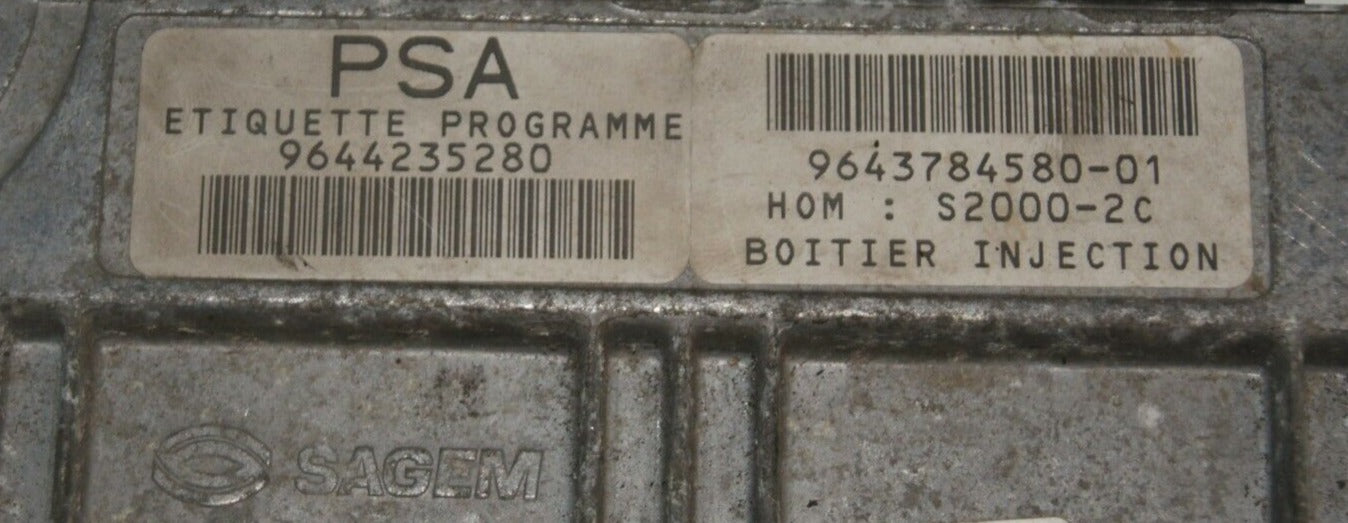 PSA
ETIQUETTE PROGRAMME
9644235280
9643784580-01
HOM : S2000-2C
BOITIER INJECTION
SAGEM